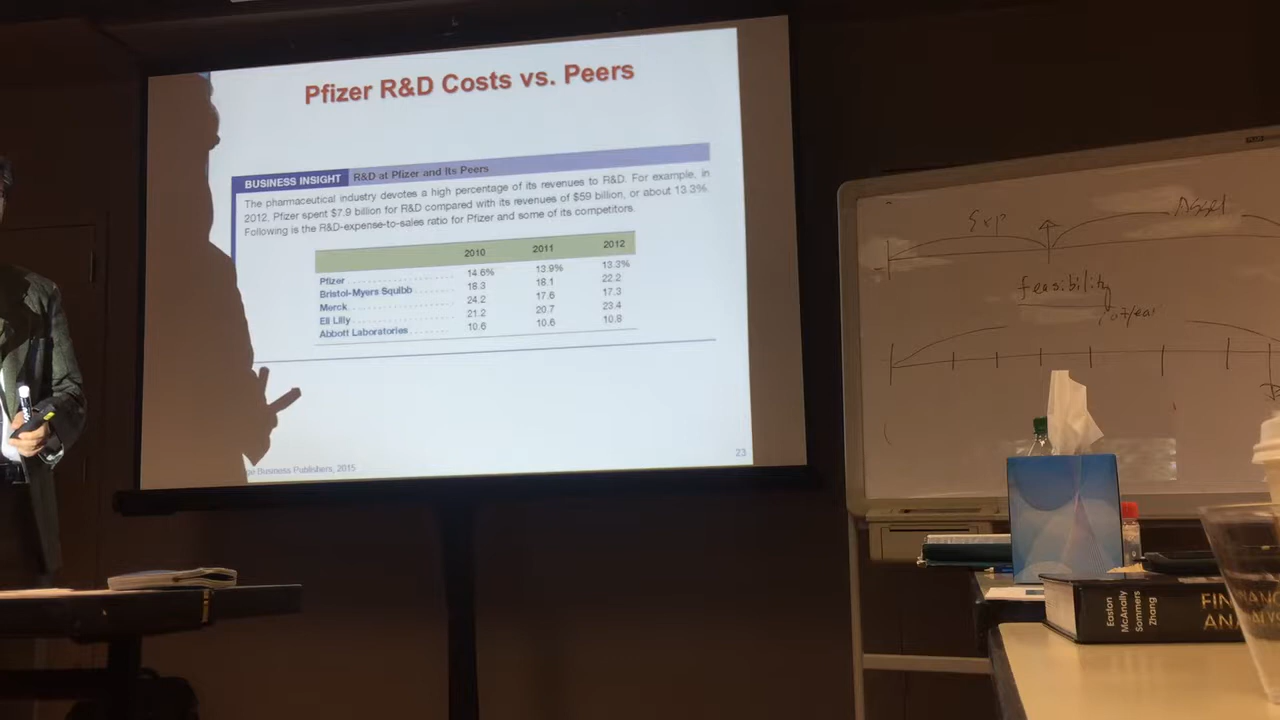 Pfizer R&D Costs vs. Peers
BUSINESS INSIGHT R&D at Pfizer and Its Peers
The pharmaceutical industry devotes a high percentage of its revenues to R&D. For example, in
2012, Pfizer spent $7.9 billion for R&D compared with its revenues of $59 billion, or about 13.3%.
Following is the R&D-expense-to-sales ratio for Pfizer and some of its competitors.
2010 2011 2012
Pfizer 14.6% 13.9% 13.3%
Bristol-Myers Squibb 18.3 18.1 22.2
Merck 24.2 17.6 17.3
Eli Lilly 21.2 20.7 23.4
Abbott Laboratories 10.6 10.6 10.8
Business Publishers, 2015
23
Exp Asset
feasibility
Easton
McAnally
Sommers
Zhang